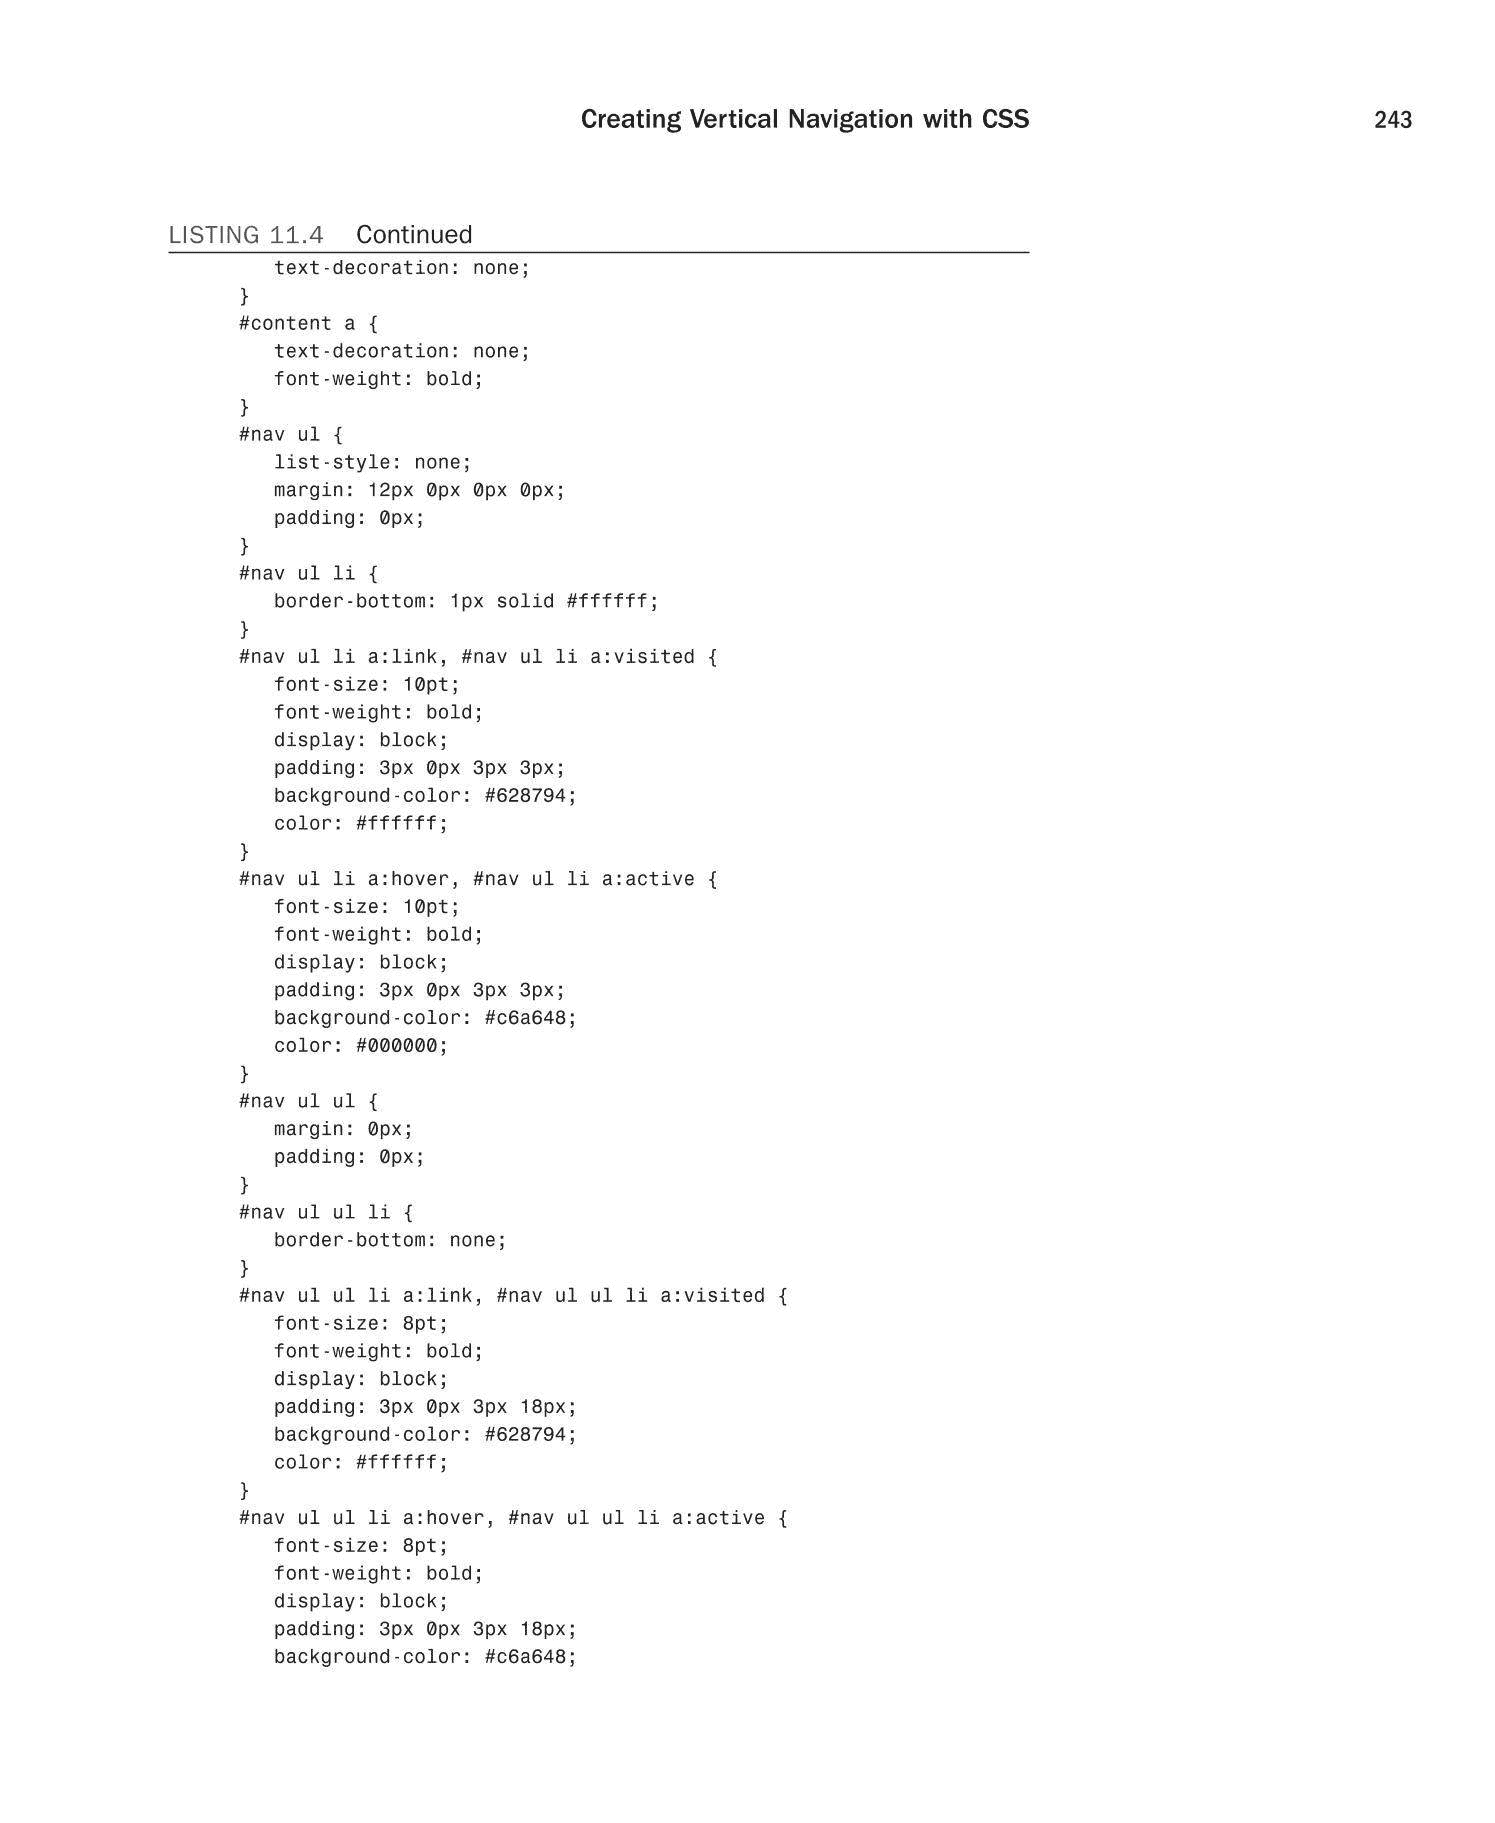 Creating Vertical Navigation with CSS 243
LISTING 11.4 Continued
text-decoration: none;
}
#content a {
text-decoration: none;
font-weight: bold;
}
#nav ul {
list-style: none;
margin: 12px 0px 0px 0px;
padding: 0px;
}
#nav ul li {
border-bottom: 1px solid #ffffff;
}
#nav ul li a:link, #nav ul li a:visited {
font-size: 10pt;
font-weight: bold;
display: block;
padding: 3px 0px 3px 3px;
background-color: #628794;
color: #ffffff;
}
#nav ul li a:hover, #nav ul li a:active {
font-size: 10pt;
font-weight: bold;
display: block;
padding: 3px 0px 3px 3px;
background-color: #c6a648;
color: #000000;
}
#nav ul ul {
margin: 0px;
padding: 0px;
}
#nav ul ul li {
border-bottom: none;
}
#nav ul ul li a:link, #nav ul ul li a:visited {
font-size: 8pt;
font-weight: bold;
display: block;
padding: 3px 0px 3px 18px;
background-color: #628794;
color: #ffffff;
}
#nav ul ul li a:hover, #nav ul ul li a:active {
font-size: 8pt;
font-weight: bold;
display: block;
padding: 3px 0px 3px 18px;
background-color: #c6a648;